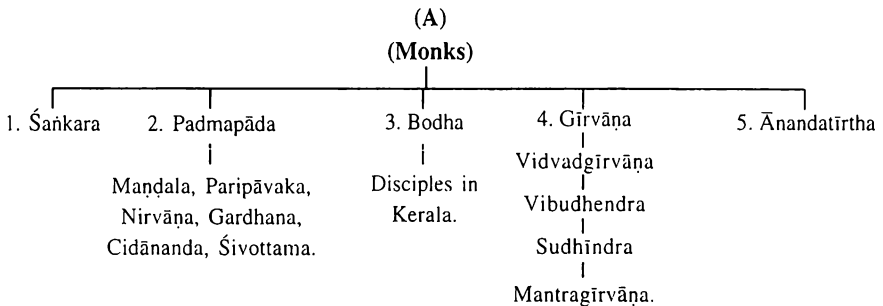 (A)
(Monks)
1. Śaṅkara
2. Padmapāda
Maṇḍala, Paripāvaka,
Nirvāṇa, Gardhana,
Cidānanda, Śivottama.
3. Bodha
Disciples in
Kerala.
4. Gīrvāṇa
Vidvadgīrvāṇa
Vibudhendra
Sudhīndra
Mantragīrvāṇa.
5. Ānandatīrtha